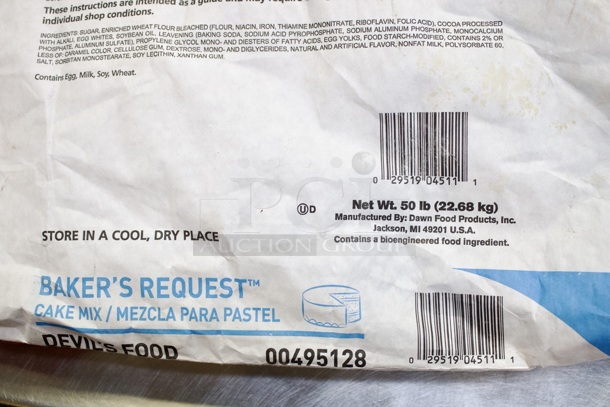 These instructions are intended as a guide and may require
individual shop conditions.
INGREDIENTS: SUGAR, ENRICHED WHEAT FLOUR BLEACHED (FLOUR, NIACIN, IRON, THIAMINE MONONITRATE, RIBOFLAVIN, FOLIC ACID), COCOA PROCESSED
WITH ALKALI, EGG WHITES, SOYBEAN OIL, LEAVENING (BAKING SODA, SODIUM ACID PYROPHOSPHATE, SODIUM ALUMINUM PHOSPHATE, MONOCALCIUM
PHOSPHATE, ALUMINUM SULFATE), PROPYLENE GLYCOL MONO- AND DIESTERS OF FATTY ACIDS, EGG YOLKS, FOOD STARCH-MODIFIED, CONTAINS 2% OR
LESS OF: CARAMEL COLOR, CELLULOSE GUM, DEXTROSE, MONO- AND DIGLYCERIDES, NATURAL AND ARTIFICIAL FLAVOR, NONFAT MILK, POLYSORBATE 60,
SALT, SORBITAN MONOSTEARATE, SOY LECITHIN, XANTHAN GUM.
Contains Egg, Milk, Soy, Wheat.
0 29519 04511 1
Ⓤ D
Net Wt. 50 lb (22.68 kg)
Manufactured By: Dawn Food Products, Inc.
Jackson, MI 49201 U.S.A.
Contains a bioengineered food ingredient.
STORE IN A COOL, DRY PLACE
PCI
AUCTION GROUP
BAKER'S REQUEST™
CAKE MIX / MEZCLA PARA PASTEL
DEVIL'S FOOD 00495128
0 29519 04511 1